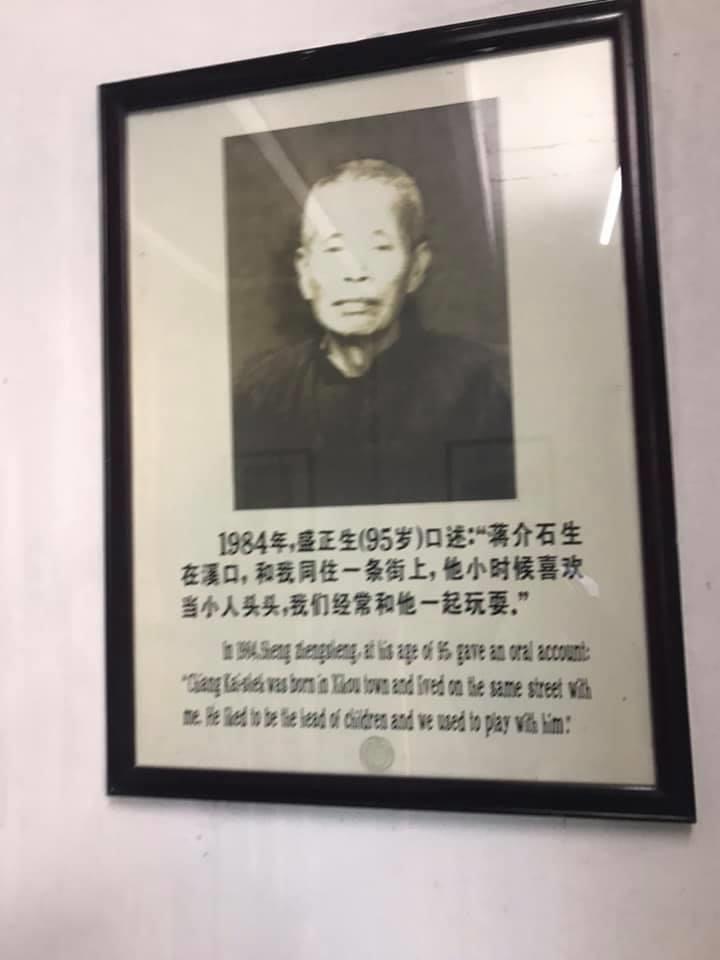 1984年,盛正生(95岁)口述:“蒋介石生
在溪口,和我同住一条街上,他小时候喜欢
当小人头头,我们经常和他一起玩耍.”
In 1984,Sheng zhengsheng, at his age of 95, gave an oral account:
“Chiang Kai-shek was born in Xikou town and lived on the same street with
me. He liked to be the head of children and we used to play with him.”